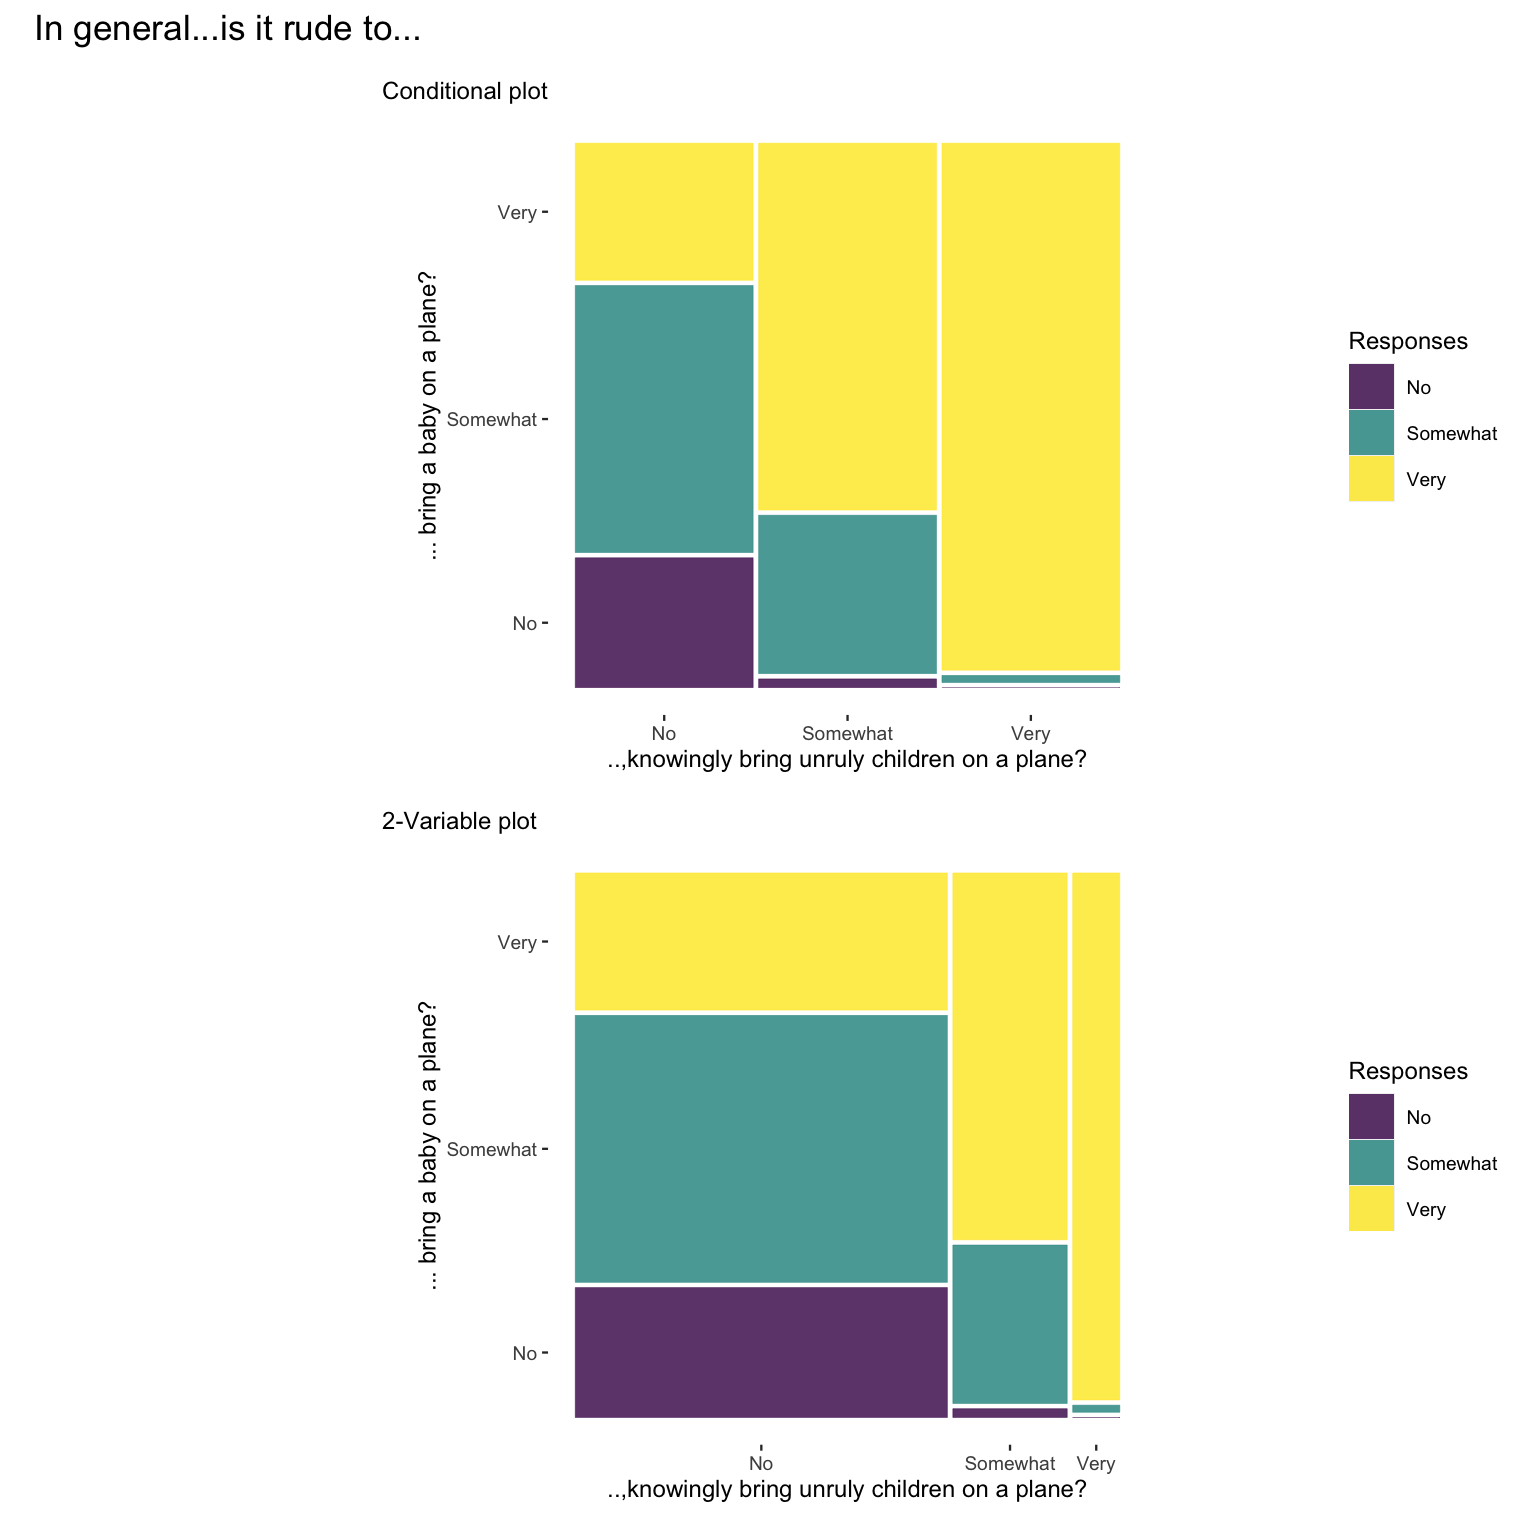 In general...is it rude to...
Conditional plot
... bring a baby on a plane?
Very
Somewhat
No
No
Somewhat
Very
..,knowingly bring unruly children on a plane?
Responses
No
Somewhat
Very
2-Variable plot
... bring a baby on a plane?
Very
Somewhat
No
No
Somewhat
Very
..,knowingly bring unruly children on a plane?
Responses
No
Somewhat
Very